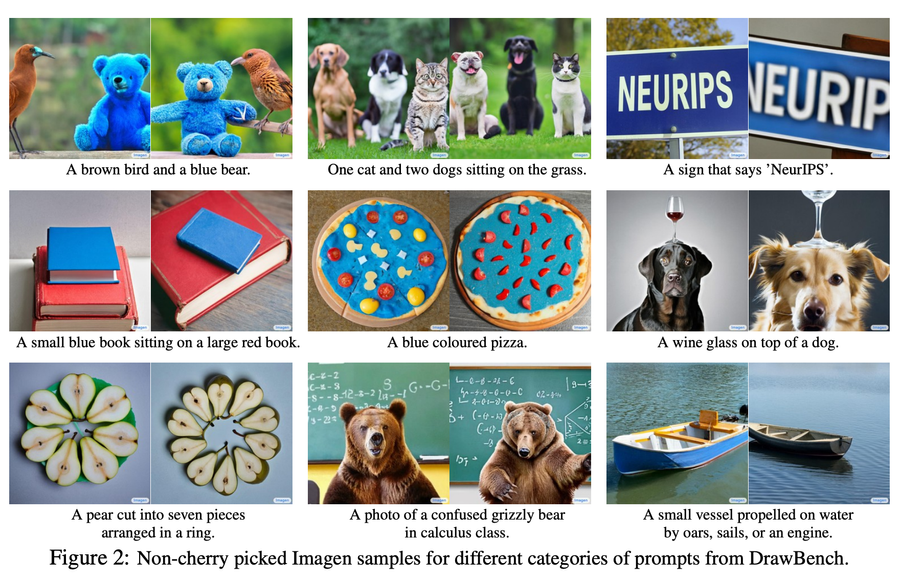 NEURIPS
NEURIP
A brown bird and a blue bear.
One cat and two dogs sitting on the grass.
A sign that says 'NeurIPS'.
A small blue book sitting on a large red book.
A blue coloured pizza.
A wine glass on top of a dog.
A pear cut into seven pieces
arranged in a ring.
A photo of a confused grizzly bear
in calculus class.
A small vessel propelled on water
by oars, sails, or an engine.
Figure 2: Non-cherry picked Imagen samples for different categories of prompts from DrawBench.